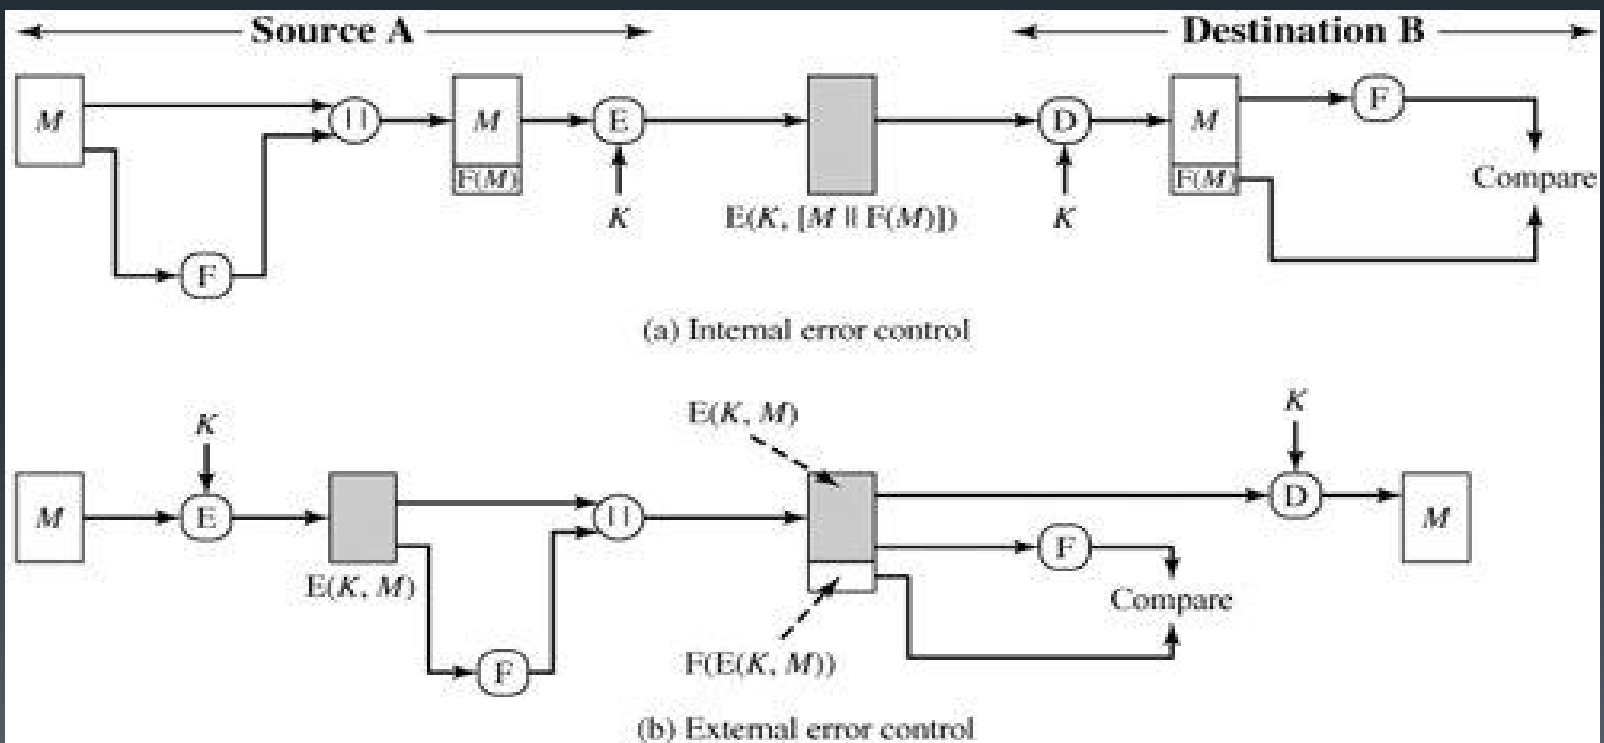 Source A
Destination B
M
||
M
E
D
M
F
F(M)
F(M)
Compare
K
E(K, [M || F(M)])
K
F
(a) Internal error control
K
E(K, M)
K
M
E
||
D
M
F
E(K, M)
Compare
F
F(E(K, M))
(b) External error control